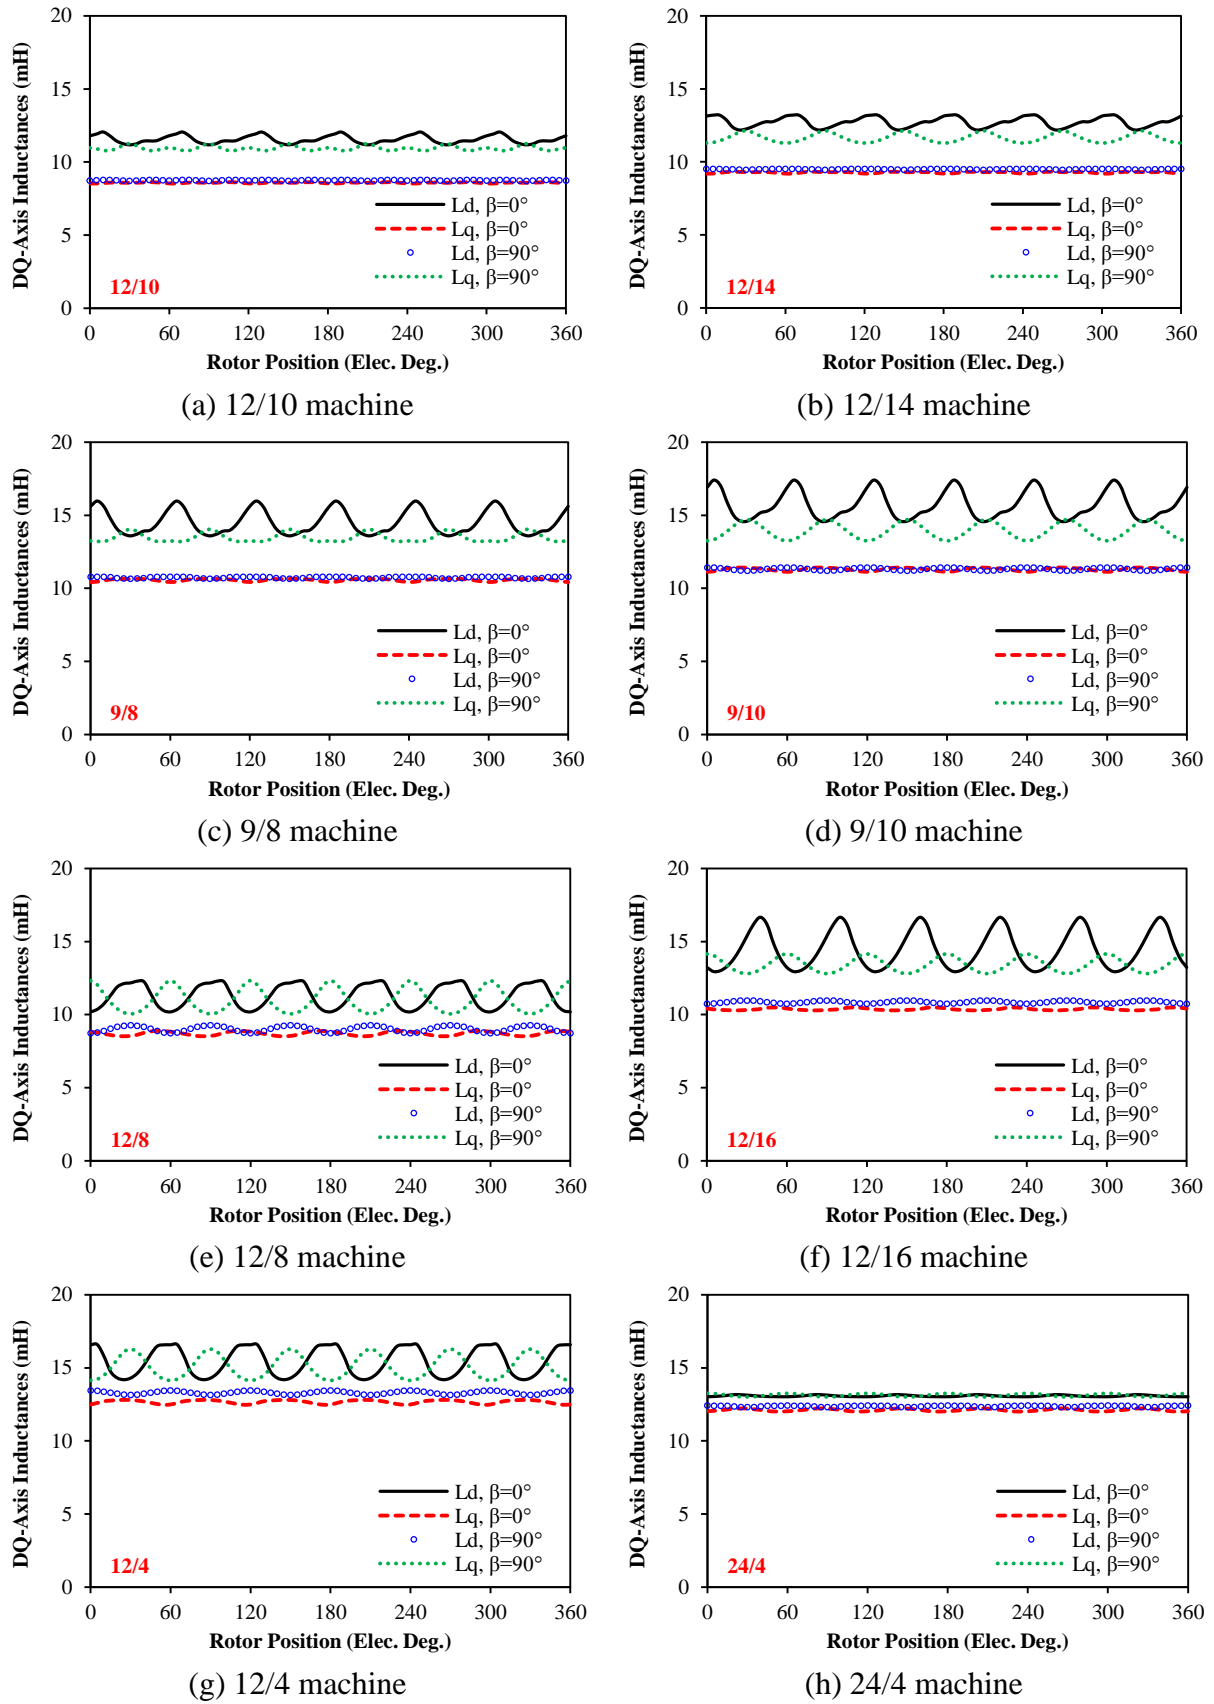 DQ-Axis Inductances (mH)
20
15
10
5
0
Ld, β=0°
Lq, β=0°
Ld, β=90°
Lq, β=90°
12/10
0 60 120 180 240 300 360
Rotor Position (Elec. Deg.)
(a) 12/10 machine
DQ-Axis Inductances (mH)
20
15
10
5
0
Ld, β=0°
Lq, β=0°
Ld, β=90°
Lq, β=90°
12/14
0 60 120 180 240 300 360
Rotor Position (Elec. Deg.)
(b) 12/14 machine
DQ-Axis Inductances (mH)
20
15
10
5
0
Ld, β=0°
Lq, β=0°
Ld, β=90°
Lq, β=90°
9/8
0 60 120 180 240 300 360
Rotor Position (Elec. Deg.)
(c) 9/8 machine
DQ-Axis Inductances (mH)
20
15
10
5
0
Ld, β=0°
Lq, β=0°
Ld, β=90°
Lq, β=90°
9/10
0 60 120 180 240 300 360
Rotor Position (Elec. Deg.)
(d) 9/10 machine
DQ-Axis Inductances (mH)
20
15
10
5
0
Ld, β=0°
Lq, β=0°
Ld, β=90°
Lq, β=90°
12/8
0 60 120 180 240 300 360
Rotor Position (Elec. Deg.)
(e) 12/8 machine
DQ-Axis Inductances (mH)
20
15
10
5
0
Ld, β=0°
Lq, β=0°
Ld, β=90°
Lq, β=90°
12/16
0 60 120 180 240 300 360
Rotor Position (Elec. Deg.)
(f) 12/16 machine
DQ-Axis Inductances (mH)
20
15
10
5
0
Ld, β=0°
Lq, β=0°
Ld, β=90°
Lq, β=90°
12/4
0 60 120 180 240 300 360
Rotor Position (Elec. Deg.)
(g) 12/4 machine
DQ-Axis Inductances (mH)
20
15
10
5
0
Ld, β=0°
Lq, β=0°
Ld, β=90°
Lq, β=90°
24/4
0 60 120 180 240 300 360
Rotor Position (Elec. Deg.)
(h) 24/4 machine